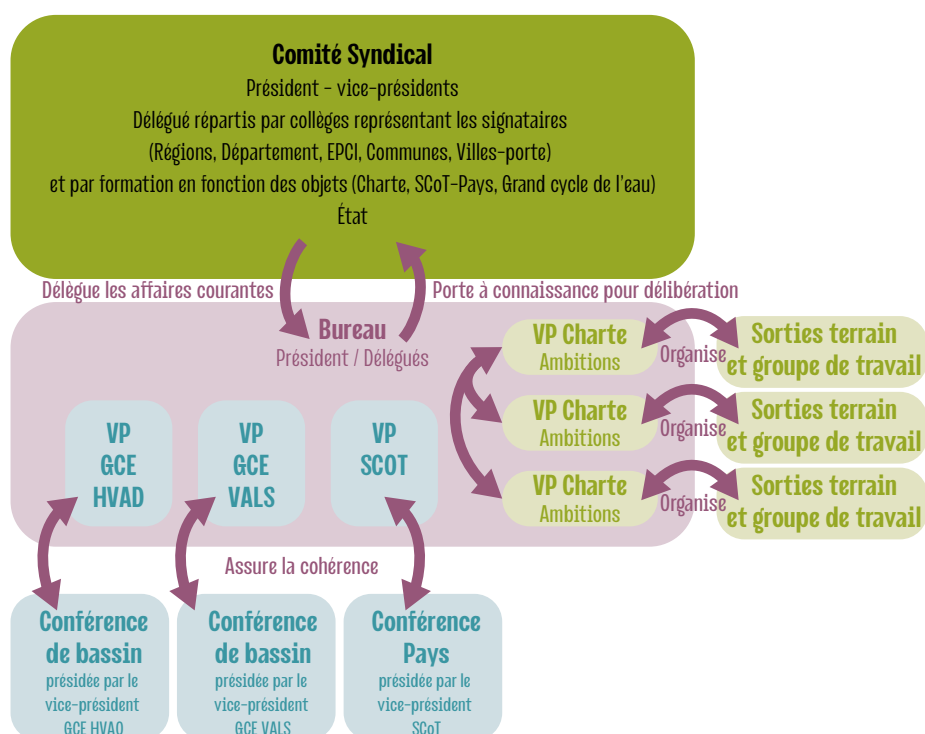 Comité Syndical
Président - vice-présidents
Délégué répartis par collèges représentant les signataires
(Régions, Département, EPCI, Communes, Villes-porte)
et par formation en fonction des objets (Charte, SCoT-Pays, Grand cycle de l'eau)
État
Délègue les affaires courantes
Porte à connaissance pour délibération
Bureau
Président / Délégués
VP Charte
Ambitions
Organise
Sorties terrain
et groupe de travail
VP Charte
Ambitions
Organise
Sorties terrain
et groupe de travail
VP Charte
Ambitions
Organise
Sorties terrain
et groupe de travail
VP
GCE
HVAD
VP
GCE
VALS
VP
SCOT
Assure la cohérence
Conférence
de bassin
présidée par le
vice-président
GCE HVAO
Conférence
de bassin
présidée par le
vice-président
GCE VALS
Conférence
Pays
présidée par le
vice-président
SCoT